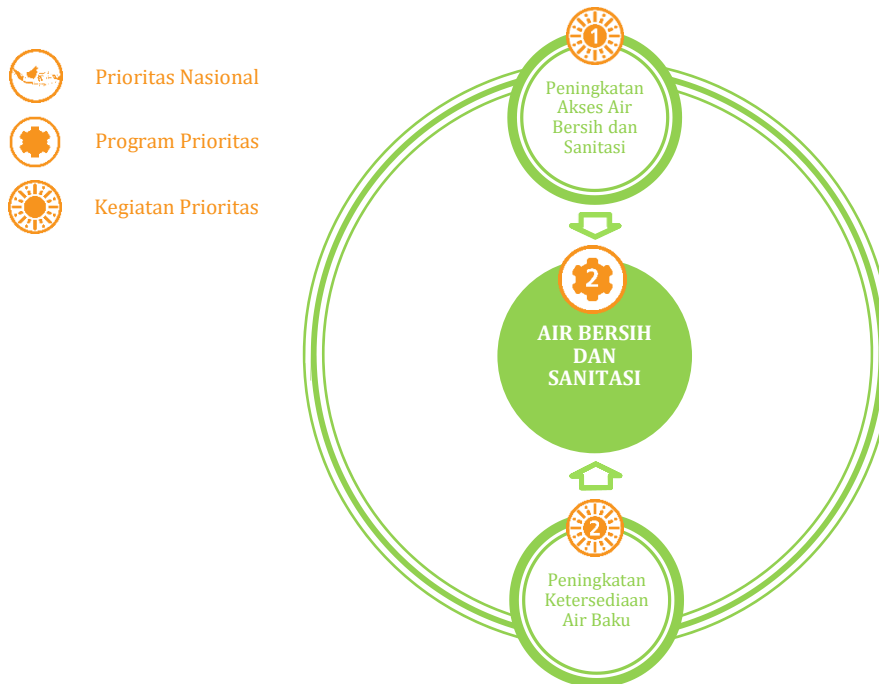 Prioritas Nasional
Program Prioritas
Kegiatan Prioritas
1
Peningkatan
Akses Air
Bersih dan
Sanitasi
2
AIR BERSIH
DAN
SANITASI
2
Peningkatan
Ketersediaan
Air Baku